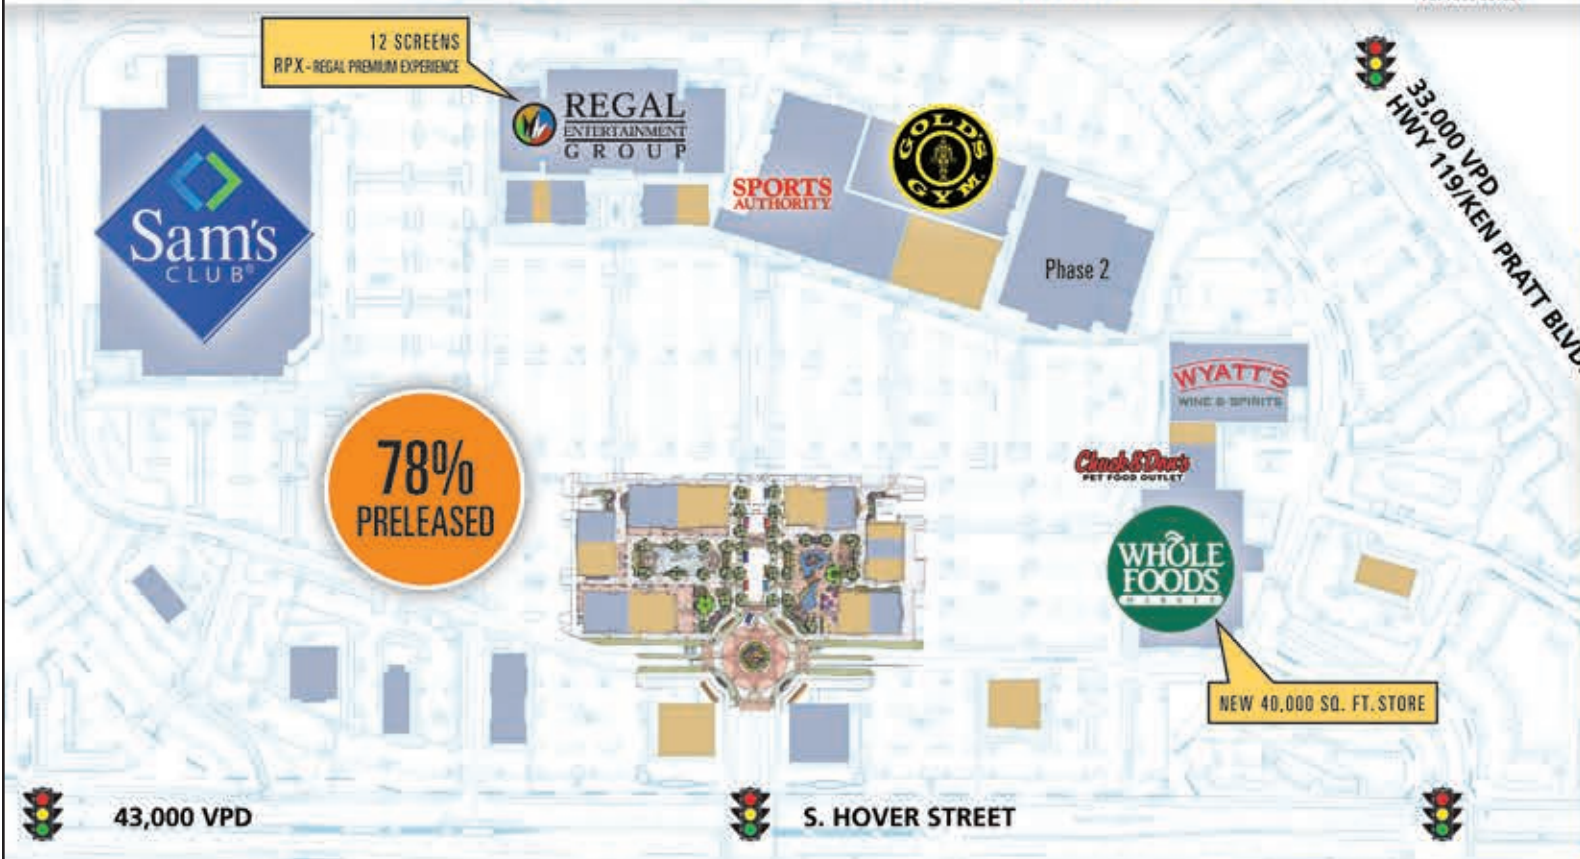 12 SCREENS
RPX - REGAL PREMIUM EXPERIENCE
REGAL
ENTERTAINMENT
GROUP
Sam's
CLUB®
SPORTS
AUTHORITY
GOLD'S
GYM
Phase 2
33,000 VPD
HWY 119/KEN PRATT BLVD.
WYATT'S
WINE & SPIRITS
78%
PRELEASED
Chuck & Don's
PET FOOD OUTLET
WHOLE
FOODS
MARKET
NEW 40,000 SQ. FT. STORE
43,000 VPD
S. HOVER STREET